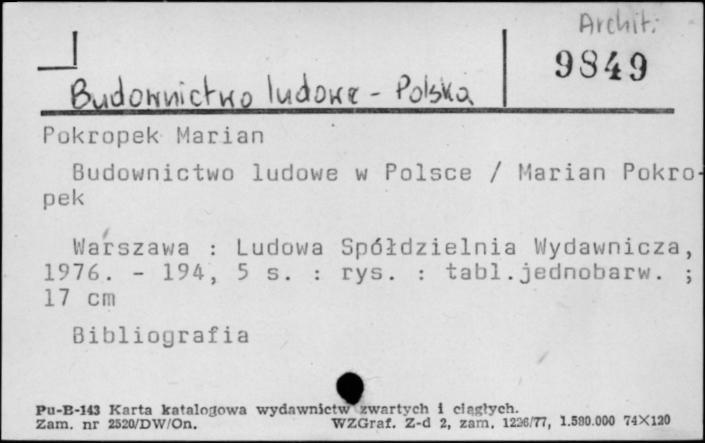 Archit.
9849
Budownictwo ludowe - Polska
Pokropek Marian
Budownictwo ludowe w Polsce / Marian Pokro-
pek
Warszawa : Ludowa Spółdzielnia Wydawnicza,
1976. - 194, 5 s. : rys. : tabl.jednobarw. ;
17 cm
Bibliografia
Pu-B-143 Karta katalogowa wydawnictw zwartych i ciągłych.
Zam. nr 2520/DW/On. WZGraf. Z-d 2, zam. 1226/77, 1.580.000 74×120